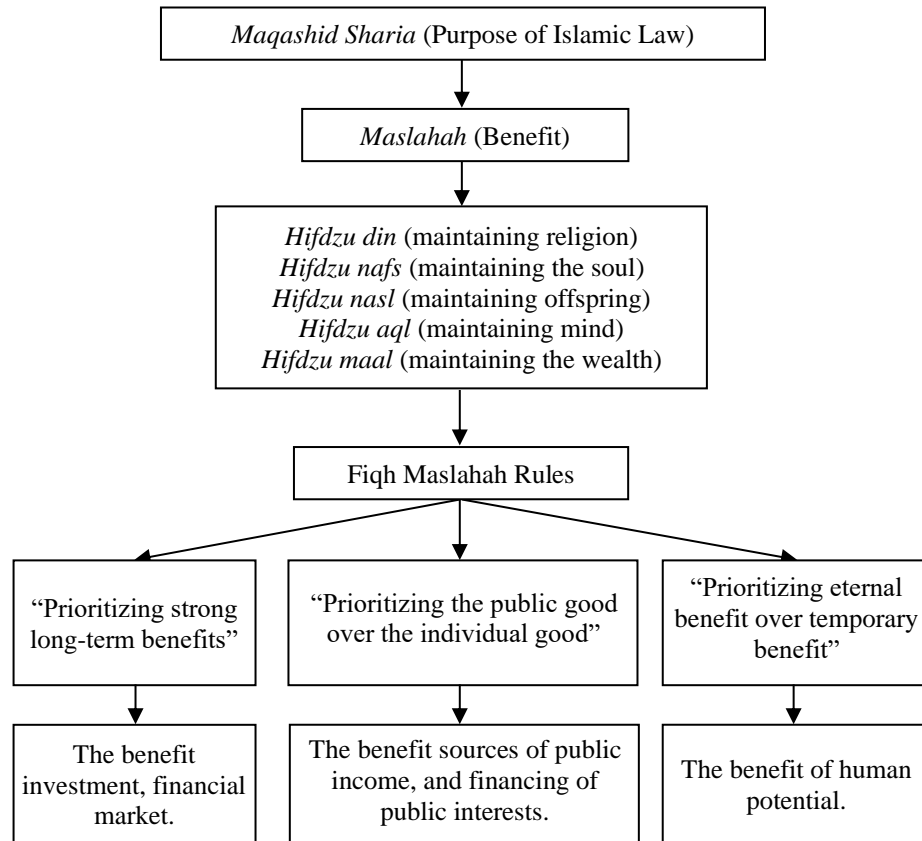 Maqashid Sharia (Purpose of Islamic Law)
Maslahah (Benefit)
Hifdzu din (maintaining religion)
Hifdzu nafs (maintaining the soul)
Hifdzu nasl (maintaining offspring)
Hifdzu aql (maintaining mind)
Hifdzu maal (maintaining the wealth)
Fiqh Maslahah Rules
“Prioritizing strong
long-term benefits”
“Prioritizing the public good
over the individual good”
“Prioritizing eternal
benefit over temporary
benefit”
The benefit
investment, financial
market.
The benefit sources of public
income, and financing of
public interests.
The benefit of human
potential.